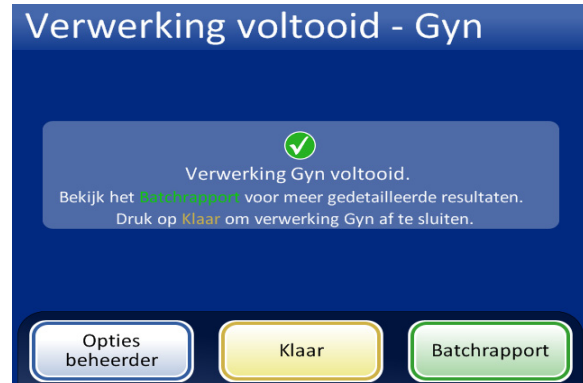 Verwerking voltooid - Gyn
Verwerking Gyn voltooid.
Bekijk het Batchrapport voor meer gedetailleerde resultaten.
Druk op Klaar om verwerking Gyn af te sluiten.
Opties
beheerder
Klaar
Batchrapport